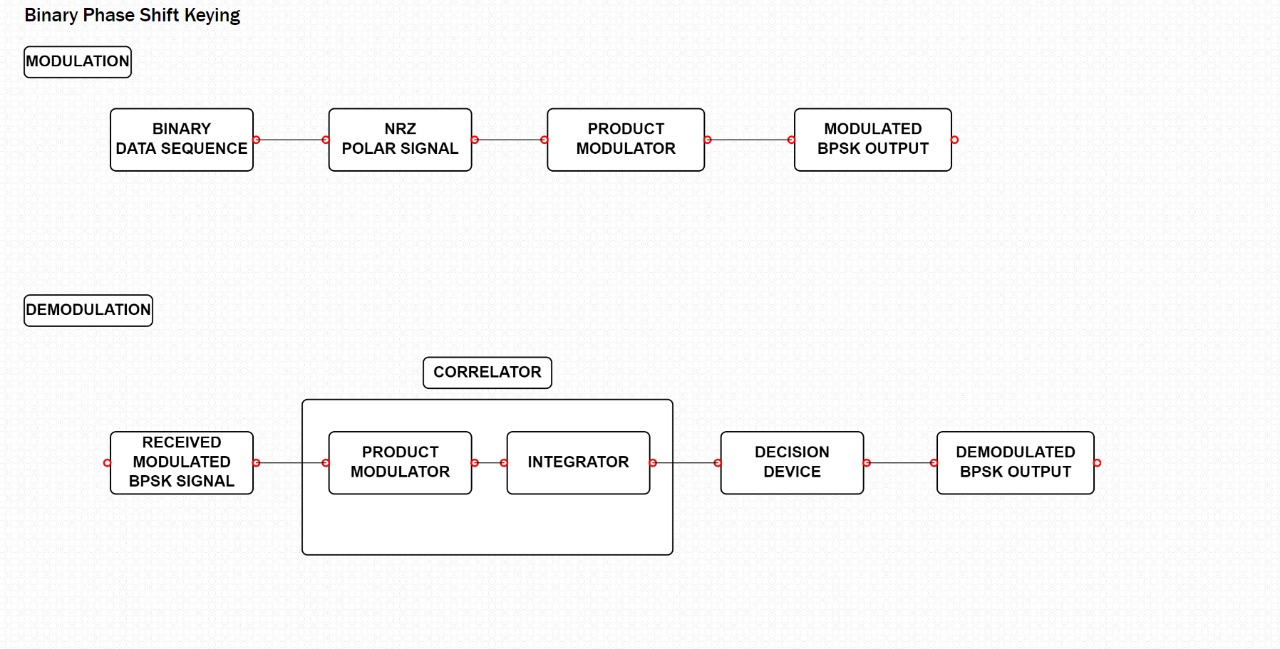 Binary Phase Shift Keying
MODULATION
BINARY
DATA SEQUENCE
NRZ
POLAR SIGNAL
PRODUCT
MODULATOR
MODULATED
BPSK OUTPUT
DEMODULATION
CORRELATOR
RECEIVED
MODULATED
BPSK SIGNAL
PRODUCT
MODULATOR
INTEGRATOR
DECISION
DEVICE
DEMODULATED
BPSK OUTPUT